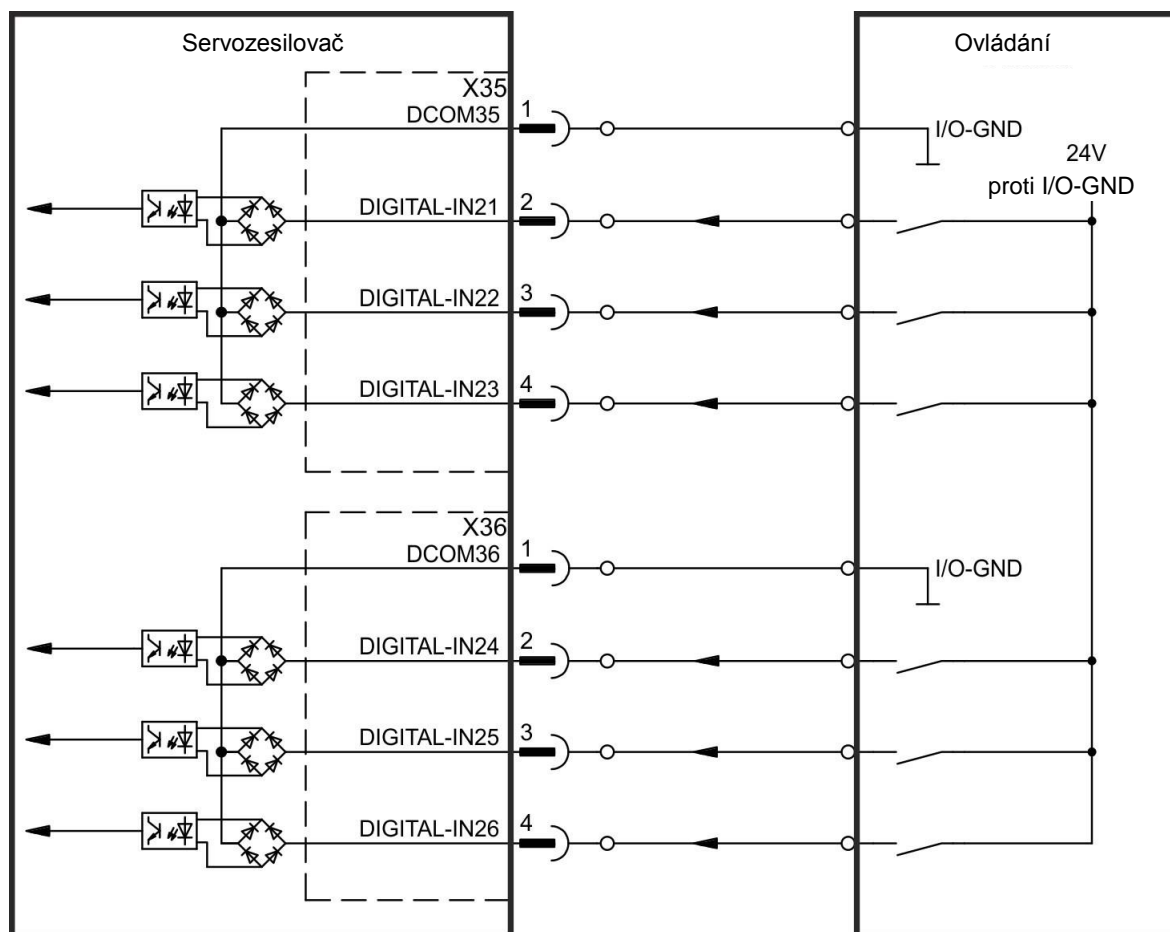 Servozesilovač
Ovládání
X35
DCOM35
1
I/O-GND
24V
proti I/O-GND
DIGITAL-IN21
2
DIGITAL-IN22
3
DIGITAL-IN23
4
X36
DCOM36
1
I/O-GND
DIGITAL-IN24
2
DIGITAL-IN25
3
DIGITAL-IN26
4